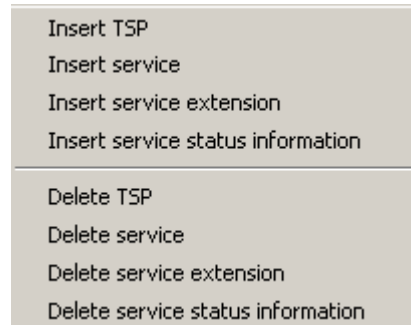 Insert TSP
Insert service
Insert service extension
Insert service status information
Delete TSP
Delete service
Delete service extension
Delete service status information